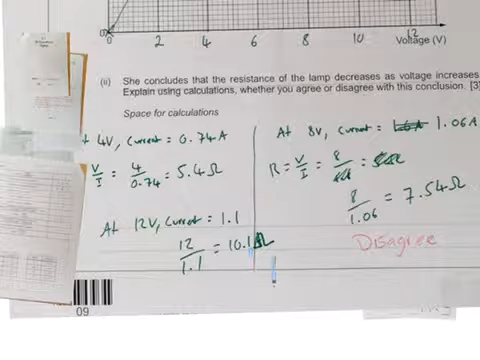 0 2 4 6 8 10 12
Voltage (V)
(ii) She concludes that the resistance of the lamp decreases as voltage increases
Explain using calculations, whether you agree or disagree with this conclusion. [3]
Space for calculations
4V, Current = 0.74A
V/I = 4/0.74 = 5.4Ω
At 12V, Current = 1.1
12/1.1 = 10.1Ω
At 8V, Current = 1.06A
R = V/I = 8/
8/1.06 = 7.54Ω
Disagree
09